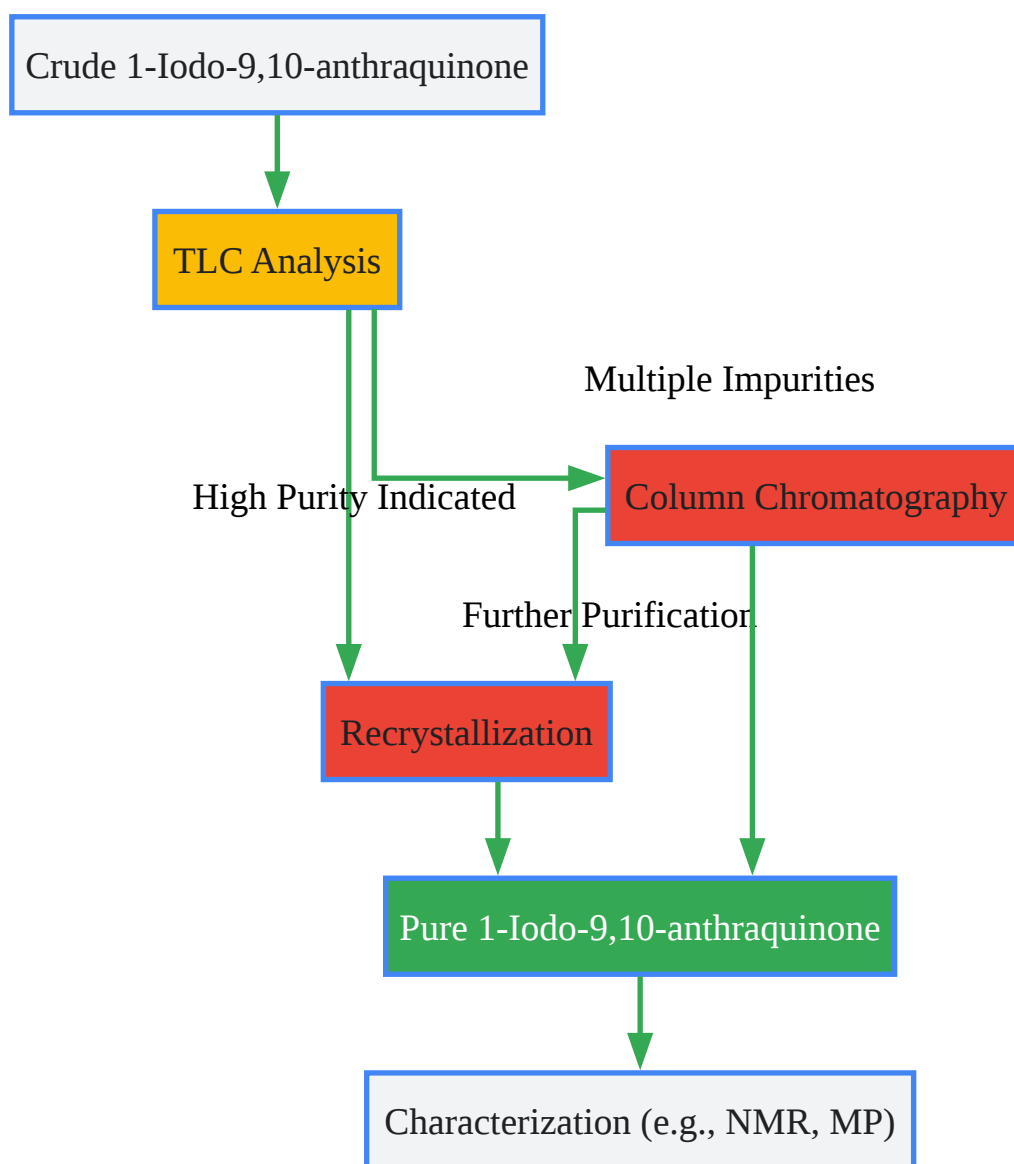 Crude 1-Iodo-9,10-anthraquinone
TLC Analysis
Multiple Impurities
High Purity Indicated
Column Chromatography
Further Purification
Recrystallization
Pure 1-Iodo-9,10-anthraquinone
Characterization (e.g., NMR, MP)